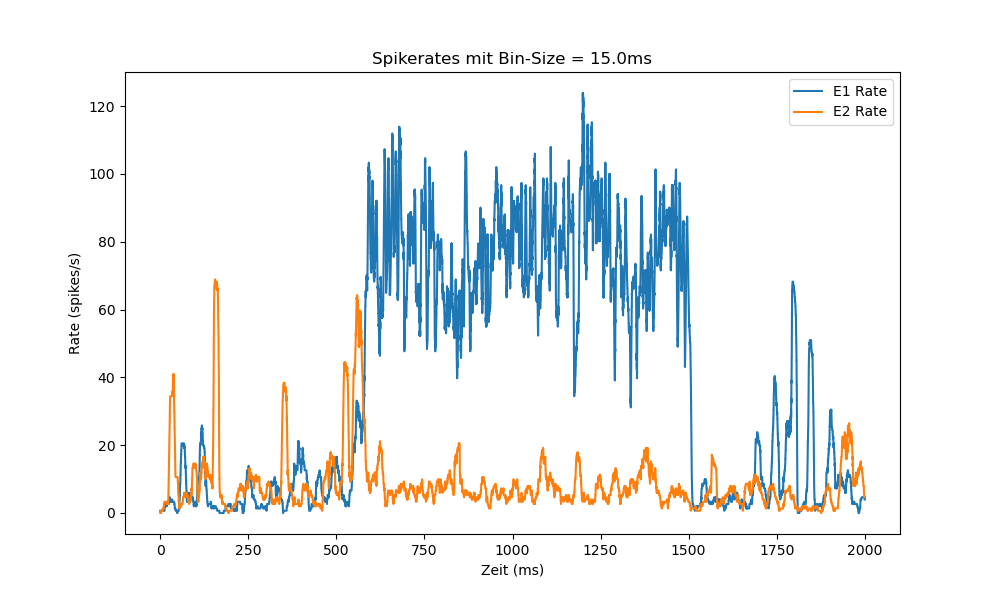 Spikerates mit Bin-Size = 15.0ms
E1 Rate
E2 Rate
120
100
80
60
40
20
0
Rate (spikes/s)
0 250 500 750 1000 1250 1500 1750 2000
Zeit (ms)